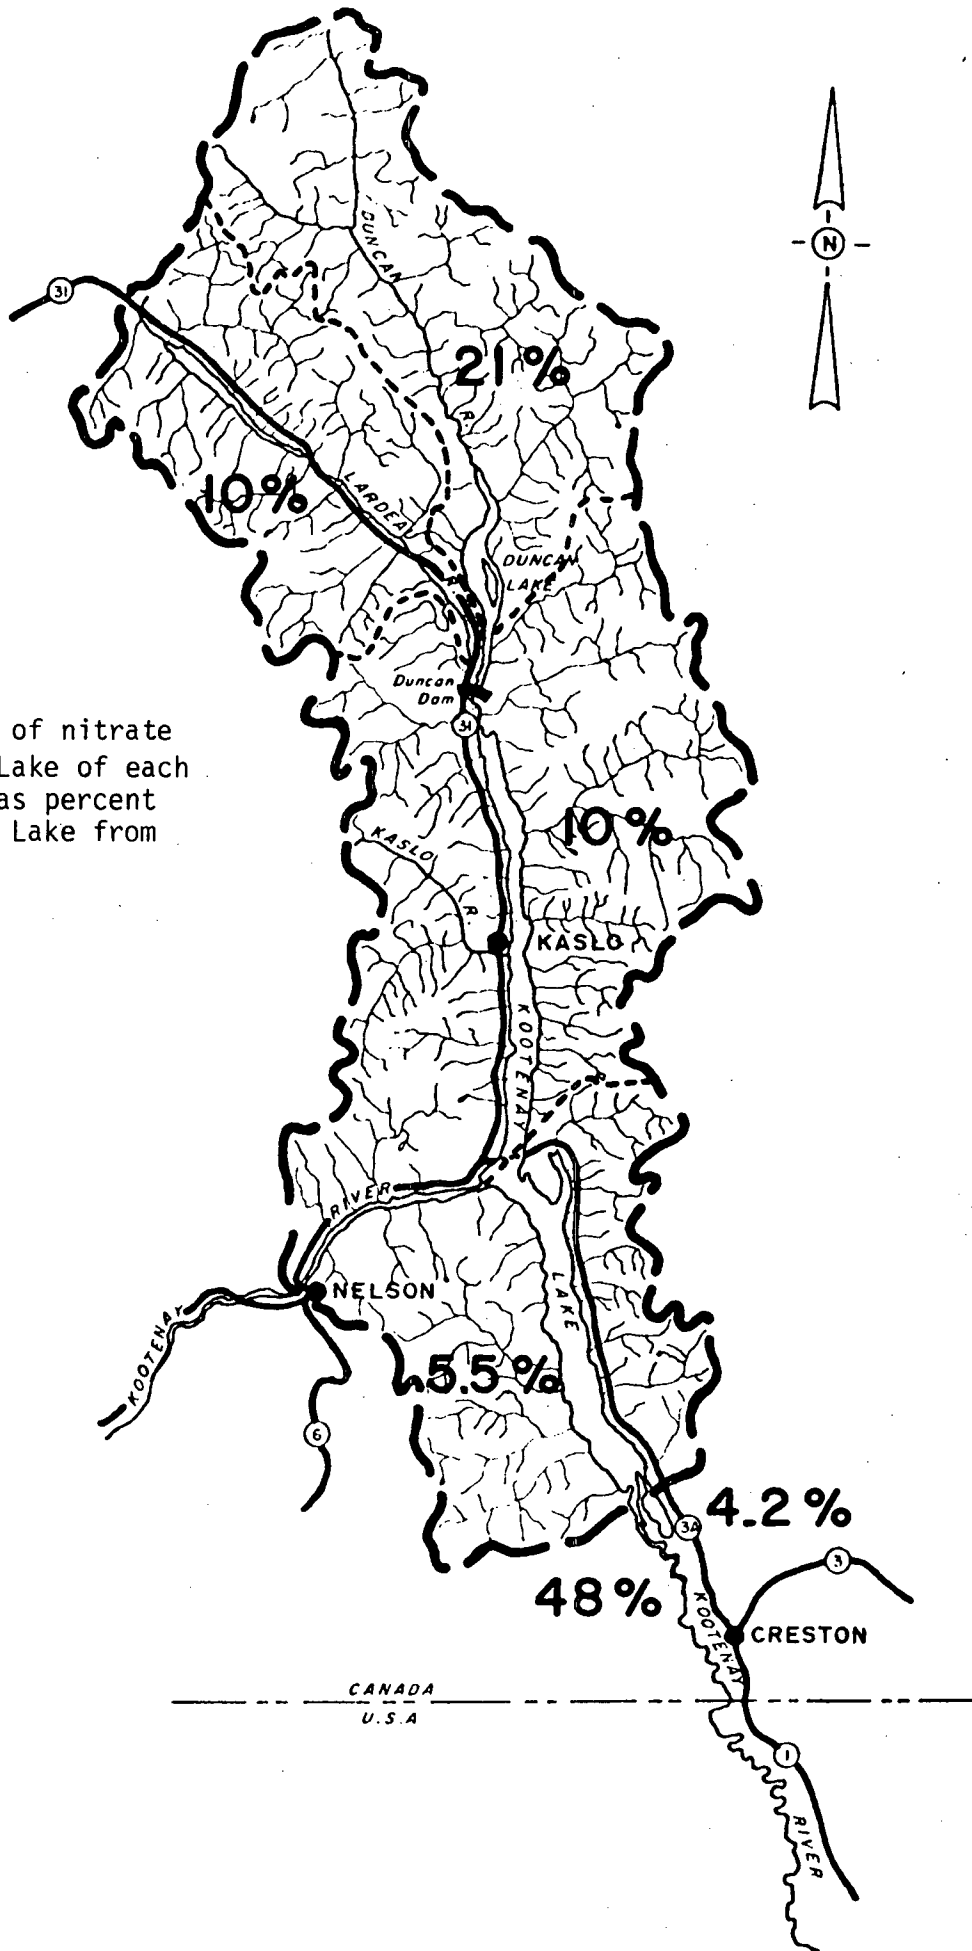 N
31
DUNCAN
R.
21%
10%
LARDEAU
R.
DUNCAN
LAKE
Duncan
Dam
31
of nitrate
Lake of each
as percent
Lake from
10%
KASLO
R.
KASLO
KOOTENAY
RIVER
LAKE
NELSON
KOOTENAY
5.5%
6
4.2%
3A
3
48%
KOOTENAY
CRESTON
CANADA
U.S.A
1
RIVER